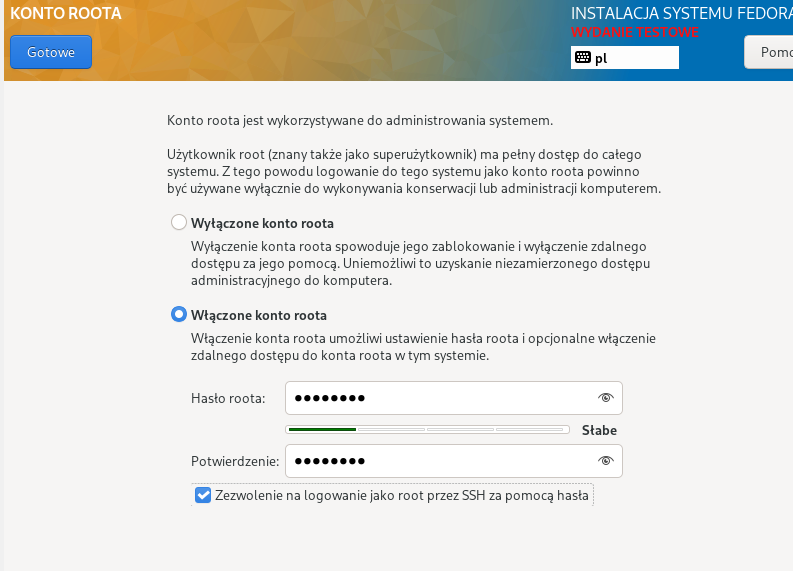 KONTO ROOTA
INSTALACJA SYSTEMU FEDORA
WYDANIE TESTOWE
Gotowe
pl
Konto roota jest wykorzystywane do administrowania systemem.
Użytkownik root (znany także jako superużytkownik) ma pełny dostęp do całego
systemu. Z tego powodu logowanie do tego systemu jako konto roota powinno
być używane wyłącznie do wykonywania konserwacji lub administracji komputerem.
Wyłączone konto roota
Wyłączenie konta roota spowoduje jego zablokowanie i wyłączenie zdalnego
dostępu za jego pomocą. Uniemożliwi to uzyskanie niezamierzonego dostępu
administracyjnego do komputera.
Włączone konto roota
Włączenie konta roota umożliwi ustawienie hasła roota i opcjonalne włączenie
zdalnego dostępu do konta roota w tym systemie.
Hasło roota: ●●●●●●●●
Słabe
Potwierdzenie: ●●●●●●●●
Zezwolenie na logowanie jako root przez SSH za pomocą hasła